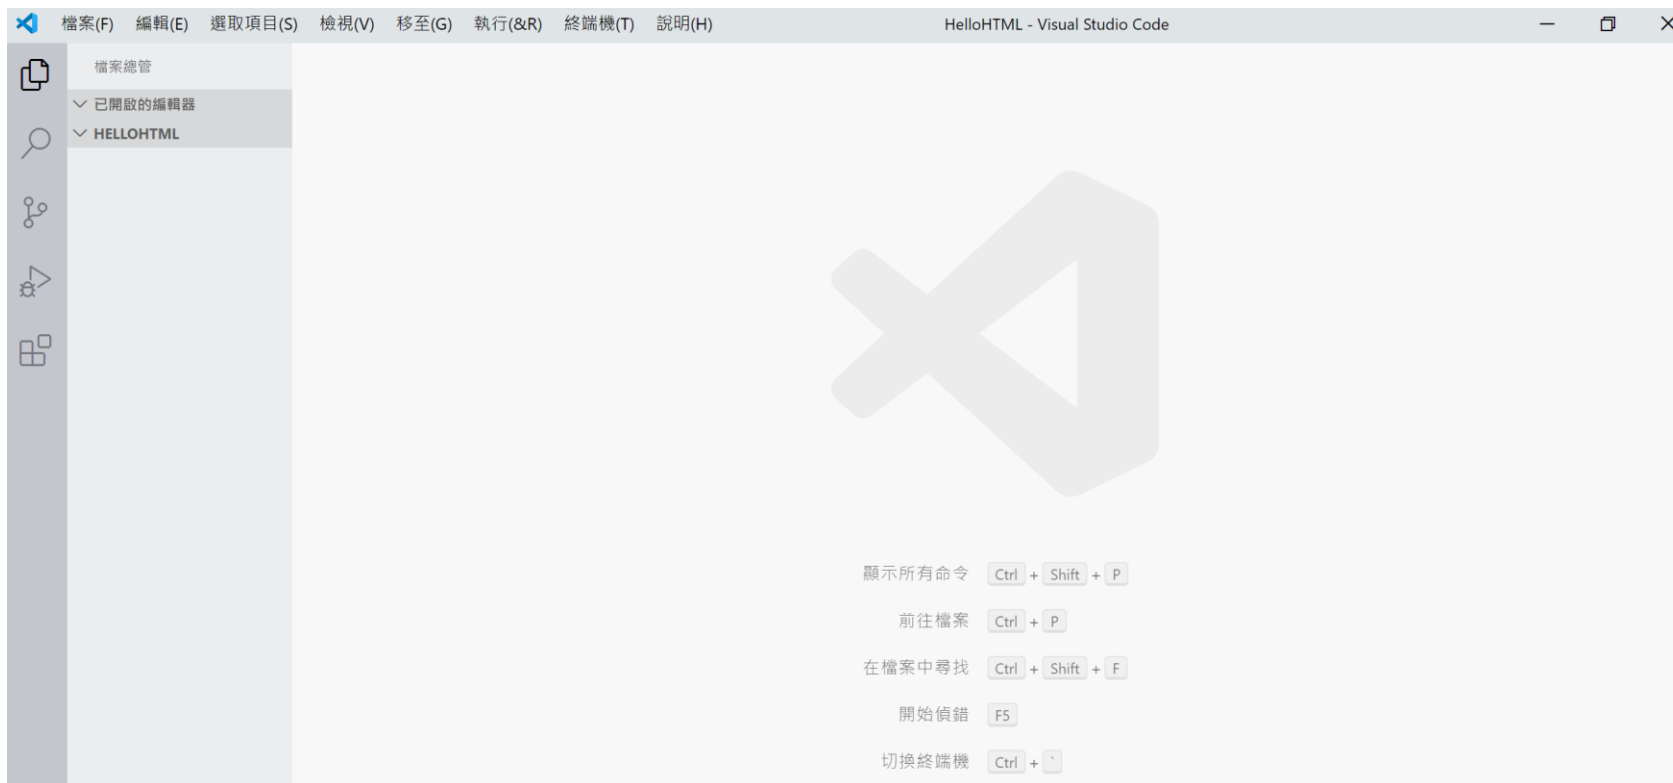 檔案(F) 編輯(E) 選取項目(S) 檢視(V) 移至(G) 執行(&R) 終端機(T) 說明(H) HelloHTML - Visual Studio Code
檔案總管
已開啟的編輯器
HELLOHTML
顯示所有命令 Ctrl + Shift + P
前往檔案 Ctrl + P
在檔案中尋找 Ctrl + Shift + F
開始偵錯 F5
切換終端機 Ctrl + `